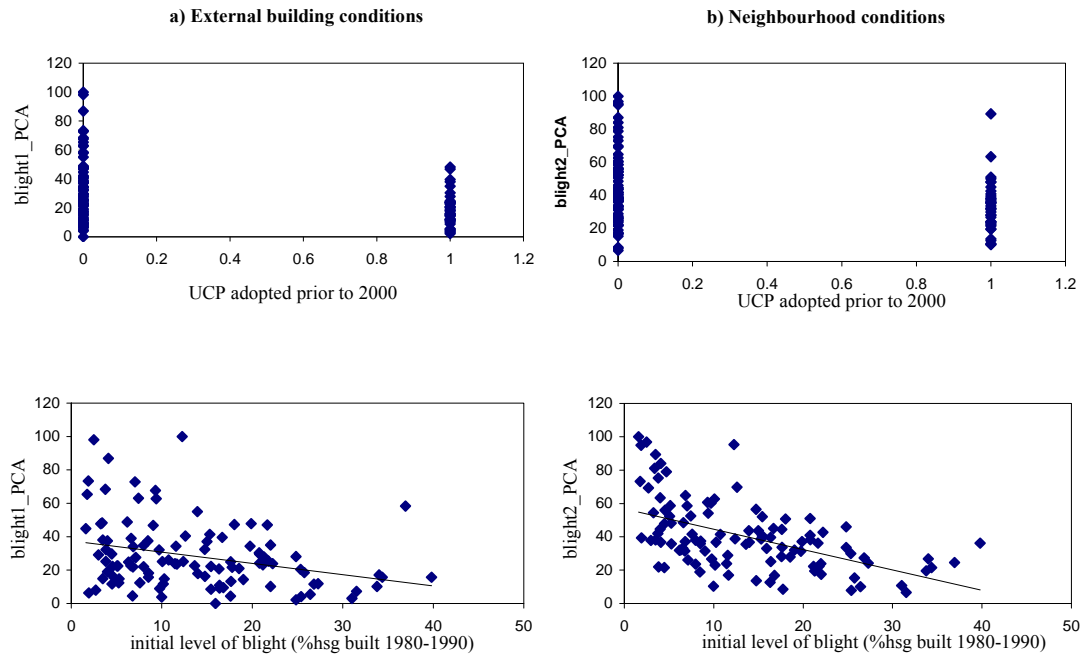 a) External building conditions
b) Neighbourhood conditions
120
100
80
60
40
20
0
blight1_PCA
0 0.2 0.4 0.6 0.8 1 1.2
UCP adopted prior to 2000
120
100
80
60
40
20
0
blight2_PCA
0 0.2 0.4 0.6 0.8 1 1.2
UCP adopted prior to 2000
120
100
80
60
40
20
0
blight1_PCA
0 10 20 30 40 50
initial level of blight (%hsg built 1980-1990)
120
100
80
60
40
20
0
blight2_PCA
0 10 20 30 40 50
initial level of blight (%hsg built 1980-1990)